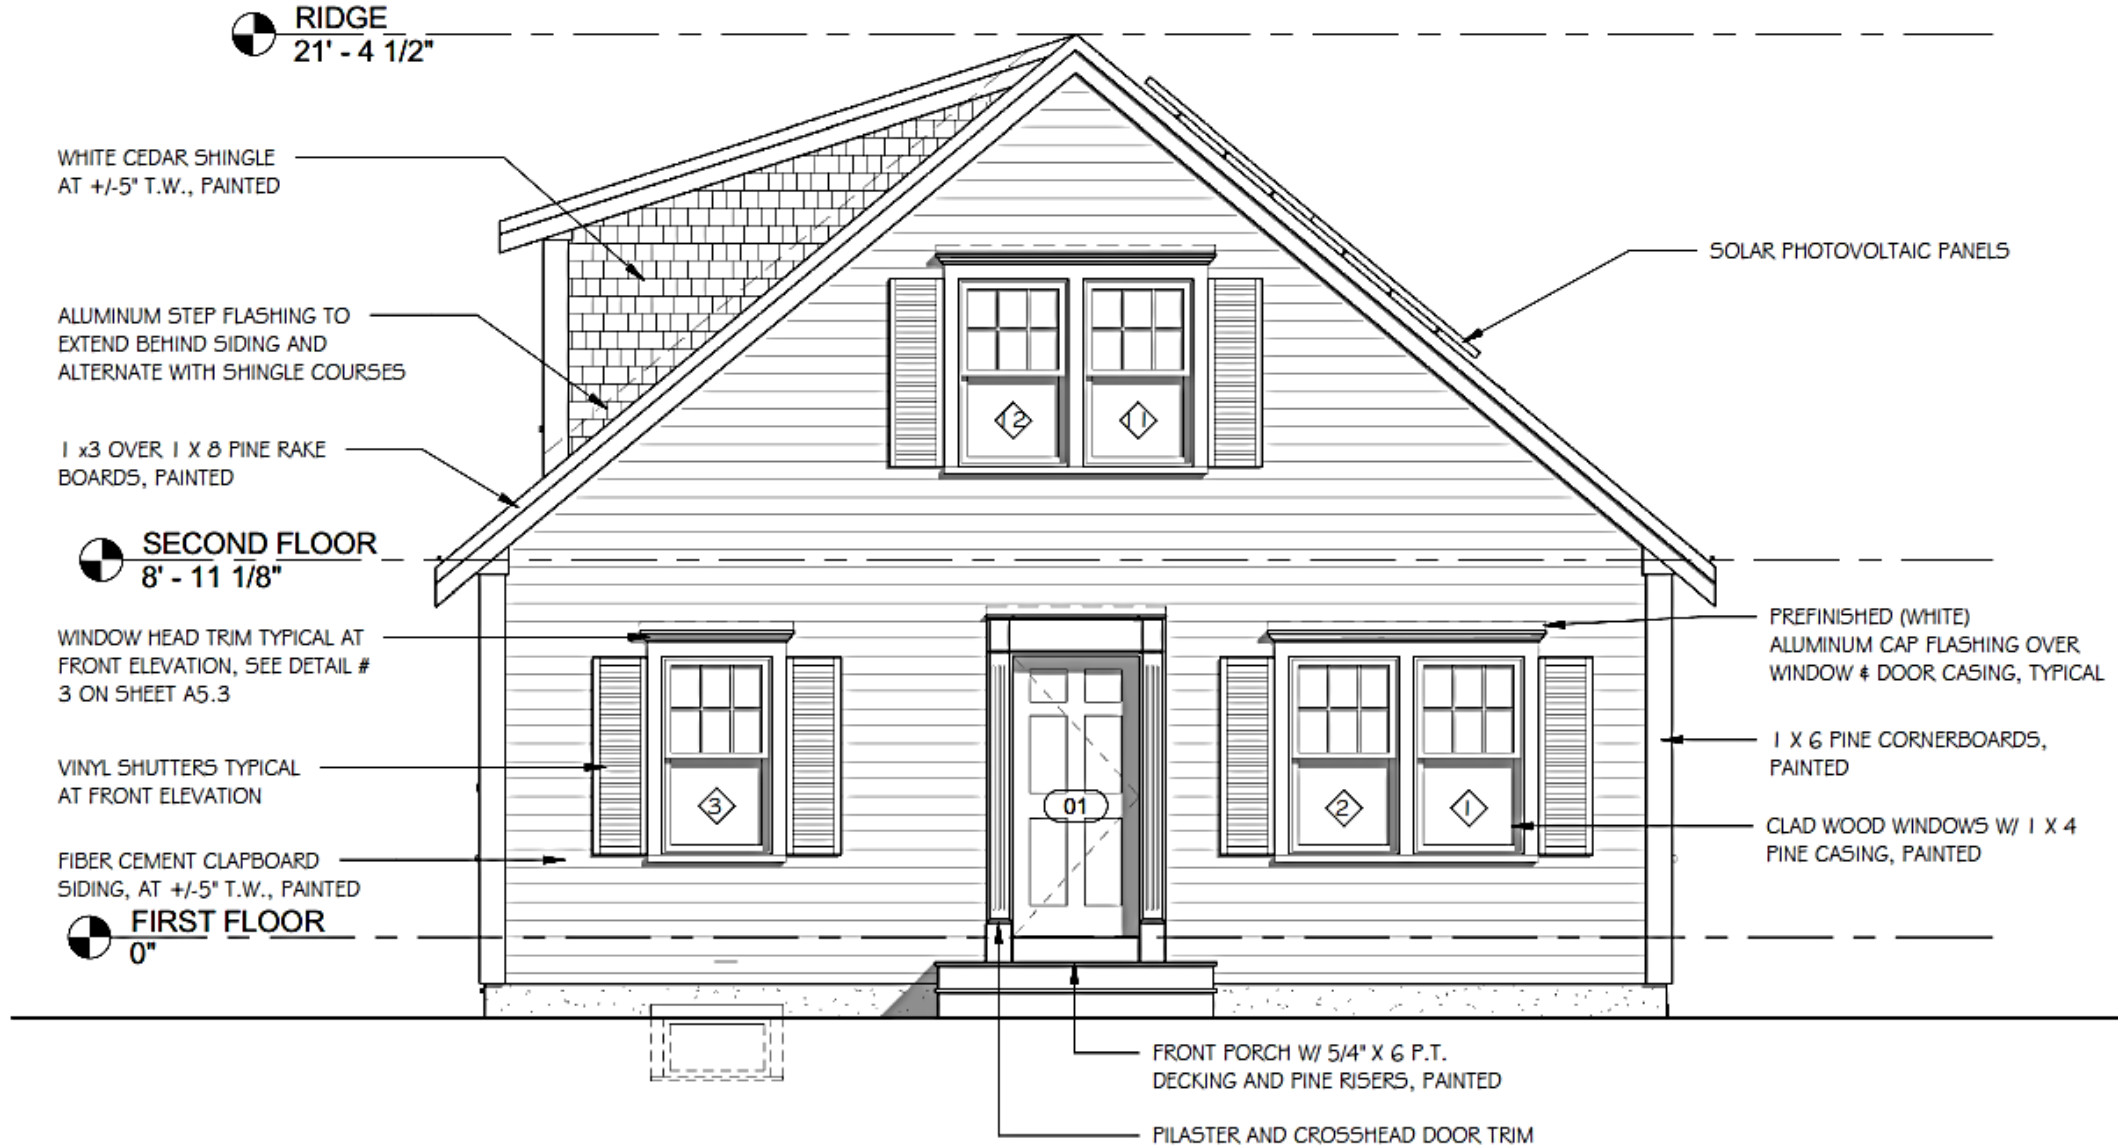 RIDGE
21' - 4 1/2"
WHITE CEDAR SHINGLE
AT +/-5" T.W., PAINTED
SOLAR PHOTOVOLTAIC PANELS
ALUMINUM STEP FLASHING TO
EXTEND BEHIND SIDING AND
ALTERNATE WITH SHINGLE COURSES
12
11
1 x3 OVER 1 X 8 PINE RAKE
BOARDS, PAINTED
SECOND FLOOR
8' - 11 1/8"
WINDOW HEAD TRIM TYPICAL AT
FRONT ELEVATION, SEE DETAIL #
3 ON SHEET A5.3
PREFINISHED (WHITE)
ALUMINUM CAP FLASHING OVER
WINDOW & DOOR CASING, TYPICAL
VINYL SHUTTERS TYPICAL
AT FRONT ELEVATION
1 X 6 PINE CORNERBOARDS,
PAINTED
3
01
2
1
CLAD WOOD WINDOWS W/ 1 X 4
PINE CASING, PAINTED
FIBER CEMENT CLAPBOARD
SIDING, AT +/-5" T.W., PAINTED
FIRST FLOOR
0"
FRONT PORCH W/ 5/4" X 6 P.T.
DECKING AND PINE RISERS, PAINTED
PILASTER AND CROSSHEAD DOOR TRIM